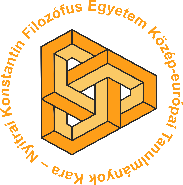 Nyitrai Konstantin Filozófus Egyetem Közép-európai Tanulmányok Kara –